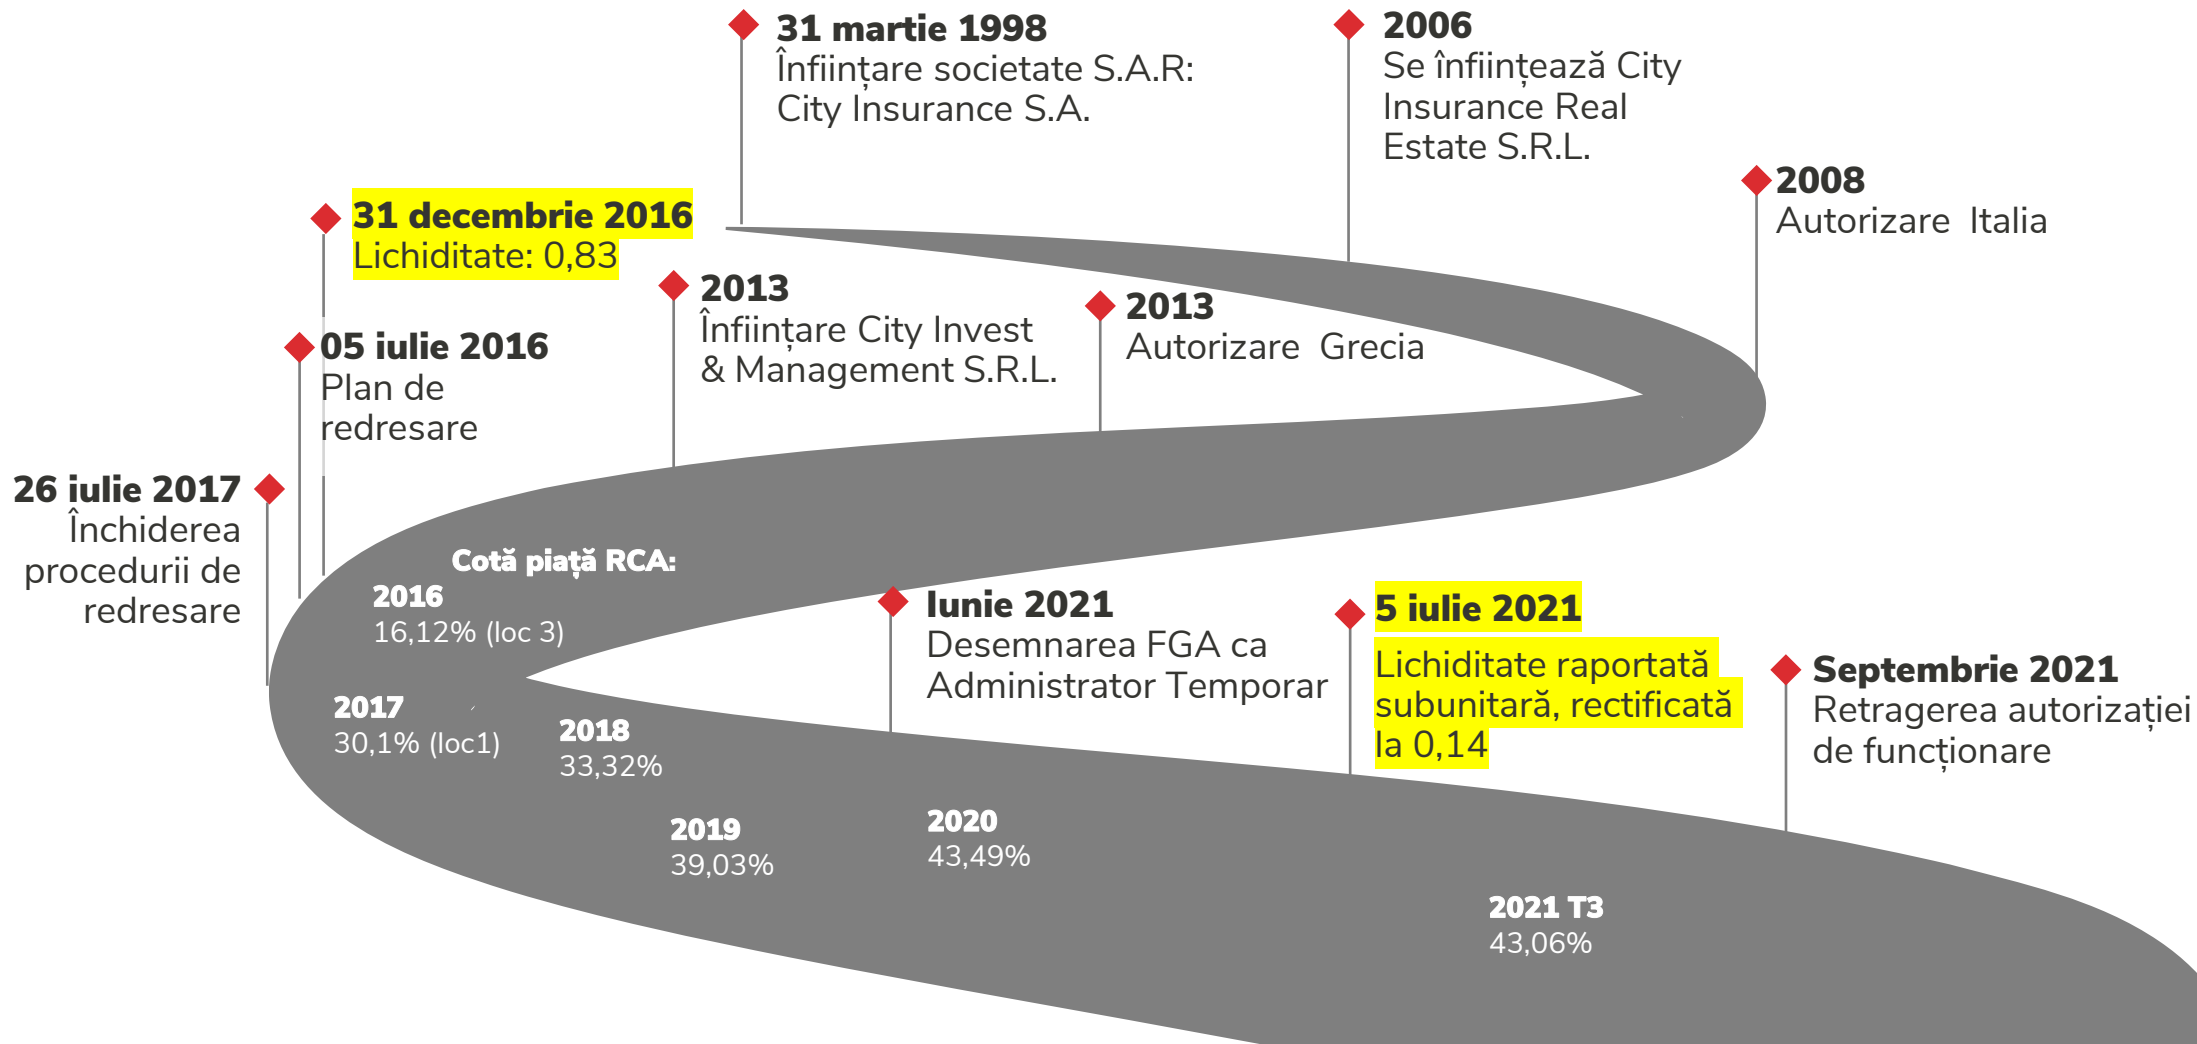 31 martie 1998
Înființare societate S.A.R:
City Insurance S.A.
2006
Se înființează City
Insurance Real
Estate S.R.L.
2008
Autorizare  Italia
31 decembrie 2016
Lichiditate: 0,83
2013
Înființare City Invest
& Management S.R.L.
2013
Autorizare  Grecia
05 iulie 2016
Plan de
redresare
26 iulie 2017
Închiderea
procedurii de
redresare
Cotă piață RCA:
2016
16,12% (loc 3)
2017
30,1% (loc1)
2018
33,32%
2019
39,03%
2020
43,49%
2021 T3
43,06%
Iunie 2021
Desemnarea FGA ca
Administrator Temporar
5 iulie 2021
Lichiditate raportată
subunitară, rectificată
la 0,14
Septembrie 2021
Retragerea autorizației
de funcționare